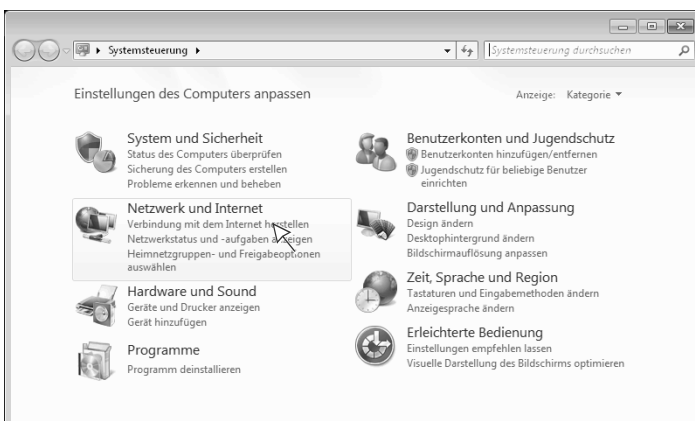 Systemsteuerung
Systemsteuerung durchsuchen
Einstellungen des Computers anpassen
Anzeige: Kategorie
System und Sicherheit
Status des Computers überprüfen
Sicherung des Computers erstellen
Probleme erkennen und beheben
Netzwerk und Internet
Verbindung mit dem Internet herstellen
Netzwerkstatus und -aufgaben anzeigen
Heimnetzgruppen- und Freigabeoptionen
auswählen
Hardware und Sound
Geräte und Drucker anzeigen
Gerät hinzufügen
Programme
Programm deinstallieren
Benutzerkonten und Jugendschutz
Benutzerkonten hinzufügen/entfernen
Jugendschutz für beliebige Benutzer
einrichten
Darstellung und Anpassung
Design ändern
Desktophintergrund ändern
Bildschirmauflösung anpassen
Zeit, Sprache und Region
Tastaturen und Eingabemethoden ändern
Anzeigesprache ändern
Erleichterte Bedienung
Einstellungen empfehlen lassen
Visuelle Darstellung des Bildschirms optimieren